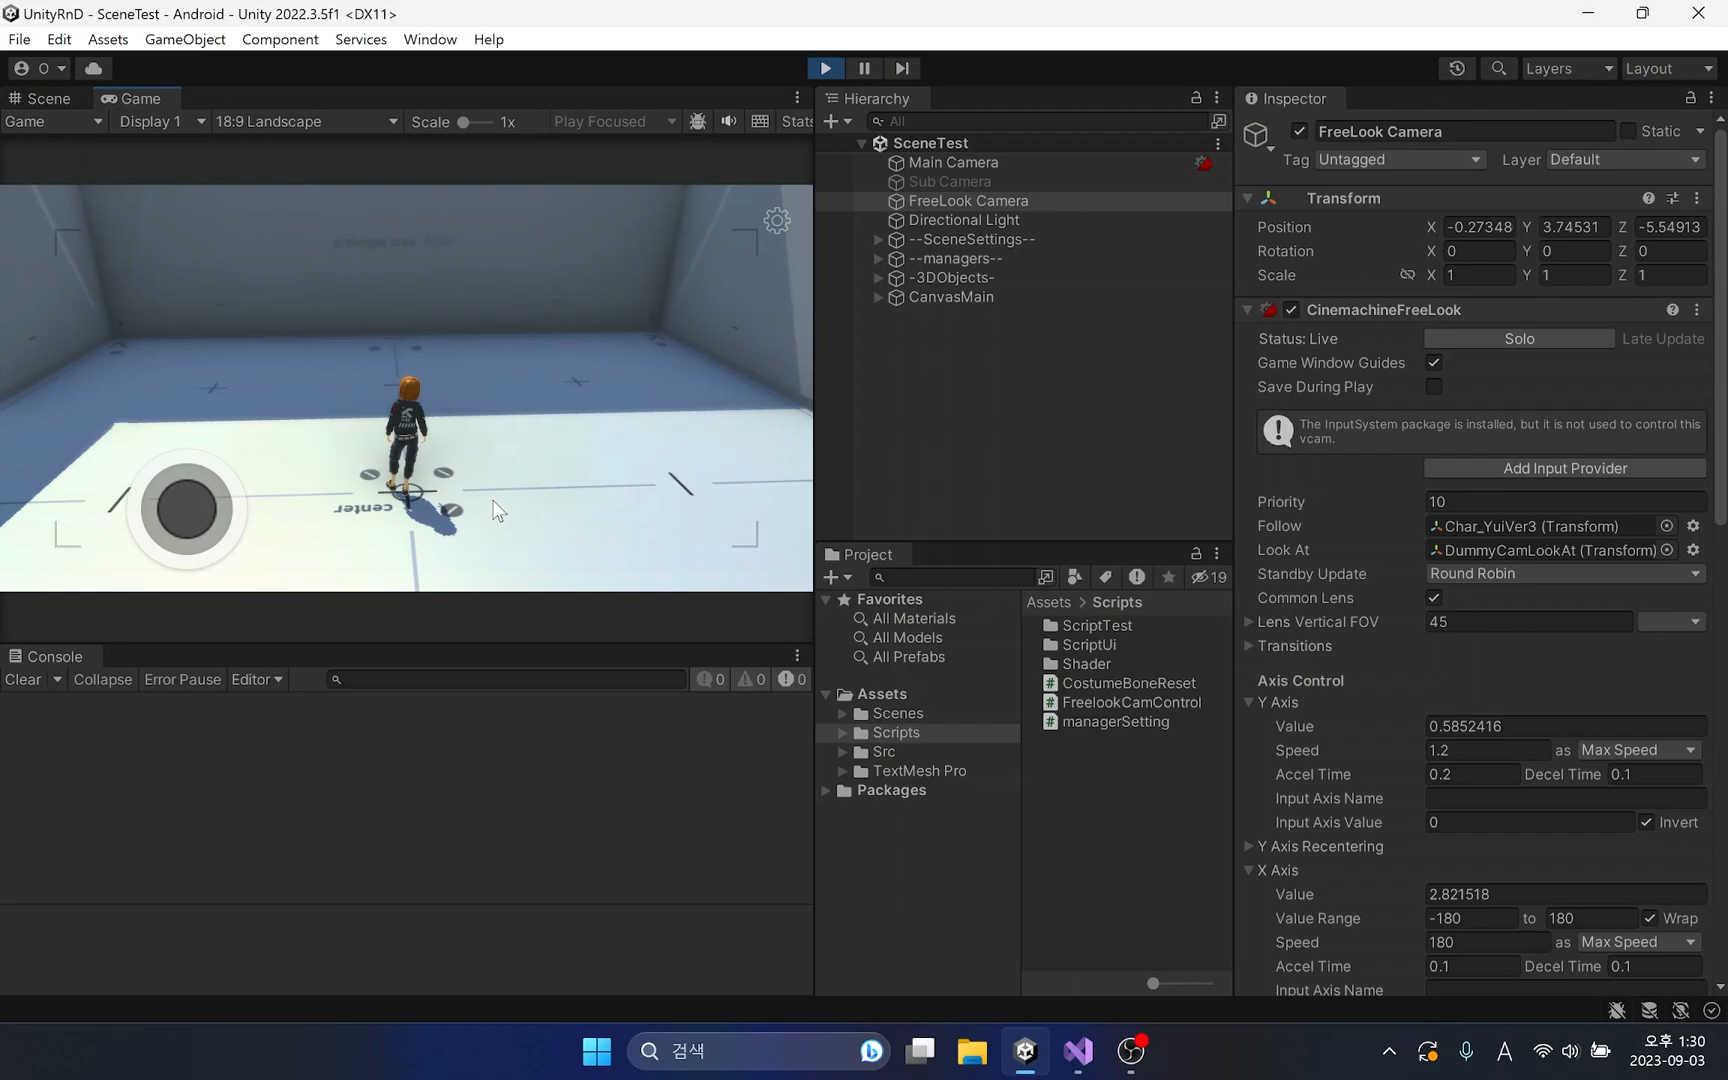 UnityRnD - SceneTest - Android - Unity 2022.3.5f1 <DX11>
File Edit Assets GameObject Component Services Window Help
O Layers Layout
Scene Game
Game Display 1 18:9 Landscape Scale 1x Play Focused Stats
center
Console
Clear Collapse Error Pause Editor 0 0 0
Hierarchy
All
SceneTest
Main Camera
Sub Camera
FreeLook Camera
Directional Light
--SceneSettings--
--managers--
-3DObjects-
CanvasMain
Project
19
Favorites
All Materials
All Models
All Prefabs
Assets
Scenes
Scripts
Src
TextMesh Pro
Packages
Assets > Scripts
ScriptTest
ScriptUi
Shader
CostumeBoneReset
FreelookCamControl
managerSetting
Inspector
FreeLook Camera Static
Tag Untagged Layer Default
Transform
Position X -0.27348 Y 3.74531 Z -5.54913
Rotation X 0 Y 0 Z 0
Scale X 1 Y 1 Z 1
CinemachineFreeLook
Status: Live Solo Late Update
Game Window Guides
Save During Play
The InputSystem package is installed, but it is not used to control this
vcam.
Add Input Provider
Priority 10
Follow Char_YuiVer3 (Transform)
Look At DummyCamLookAt (Transform)
Standby Update Round Robin
Common Lens
Lens Vertical FOV 45
Transitions
Axis Control
Y Axis
Value 0.5852416
Speed 1.2 as Max Speed
Accel Time 0.2 Decel Time 0.1
Input Axis Name
Input Axis Value 0 Invert
Y Axis Recentering
X Axis
Value 2.821518
Value Range -180 to 180 Wrap
Speed 180 as Max Speed
Accel Time 0.1 Decel Time 0.1
Input Axis Name
검색
A
오후 1:30
2023-09-03